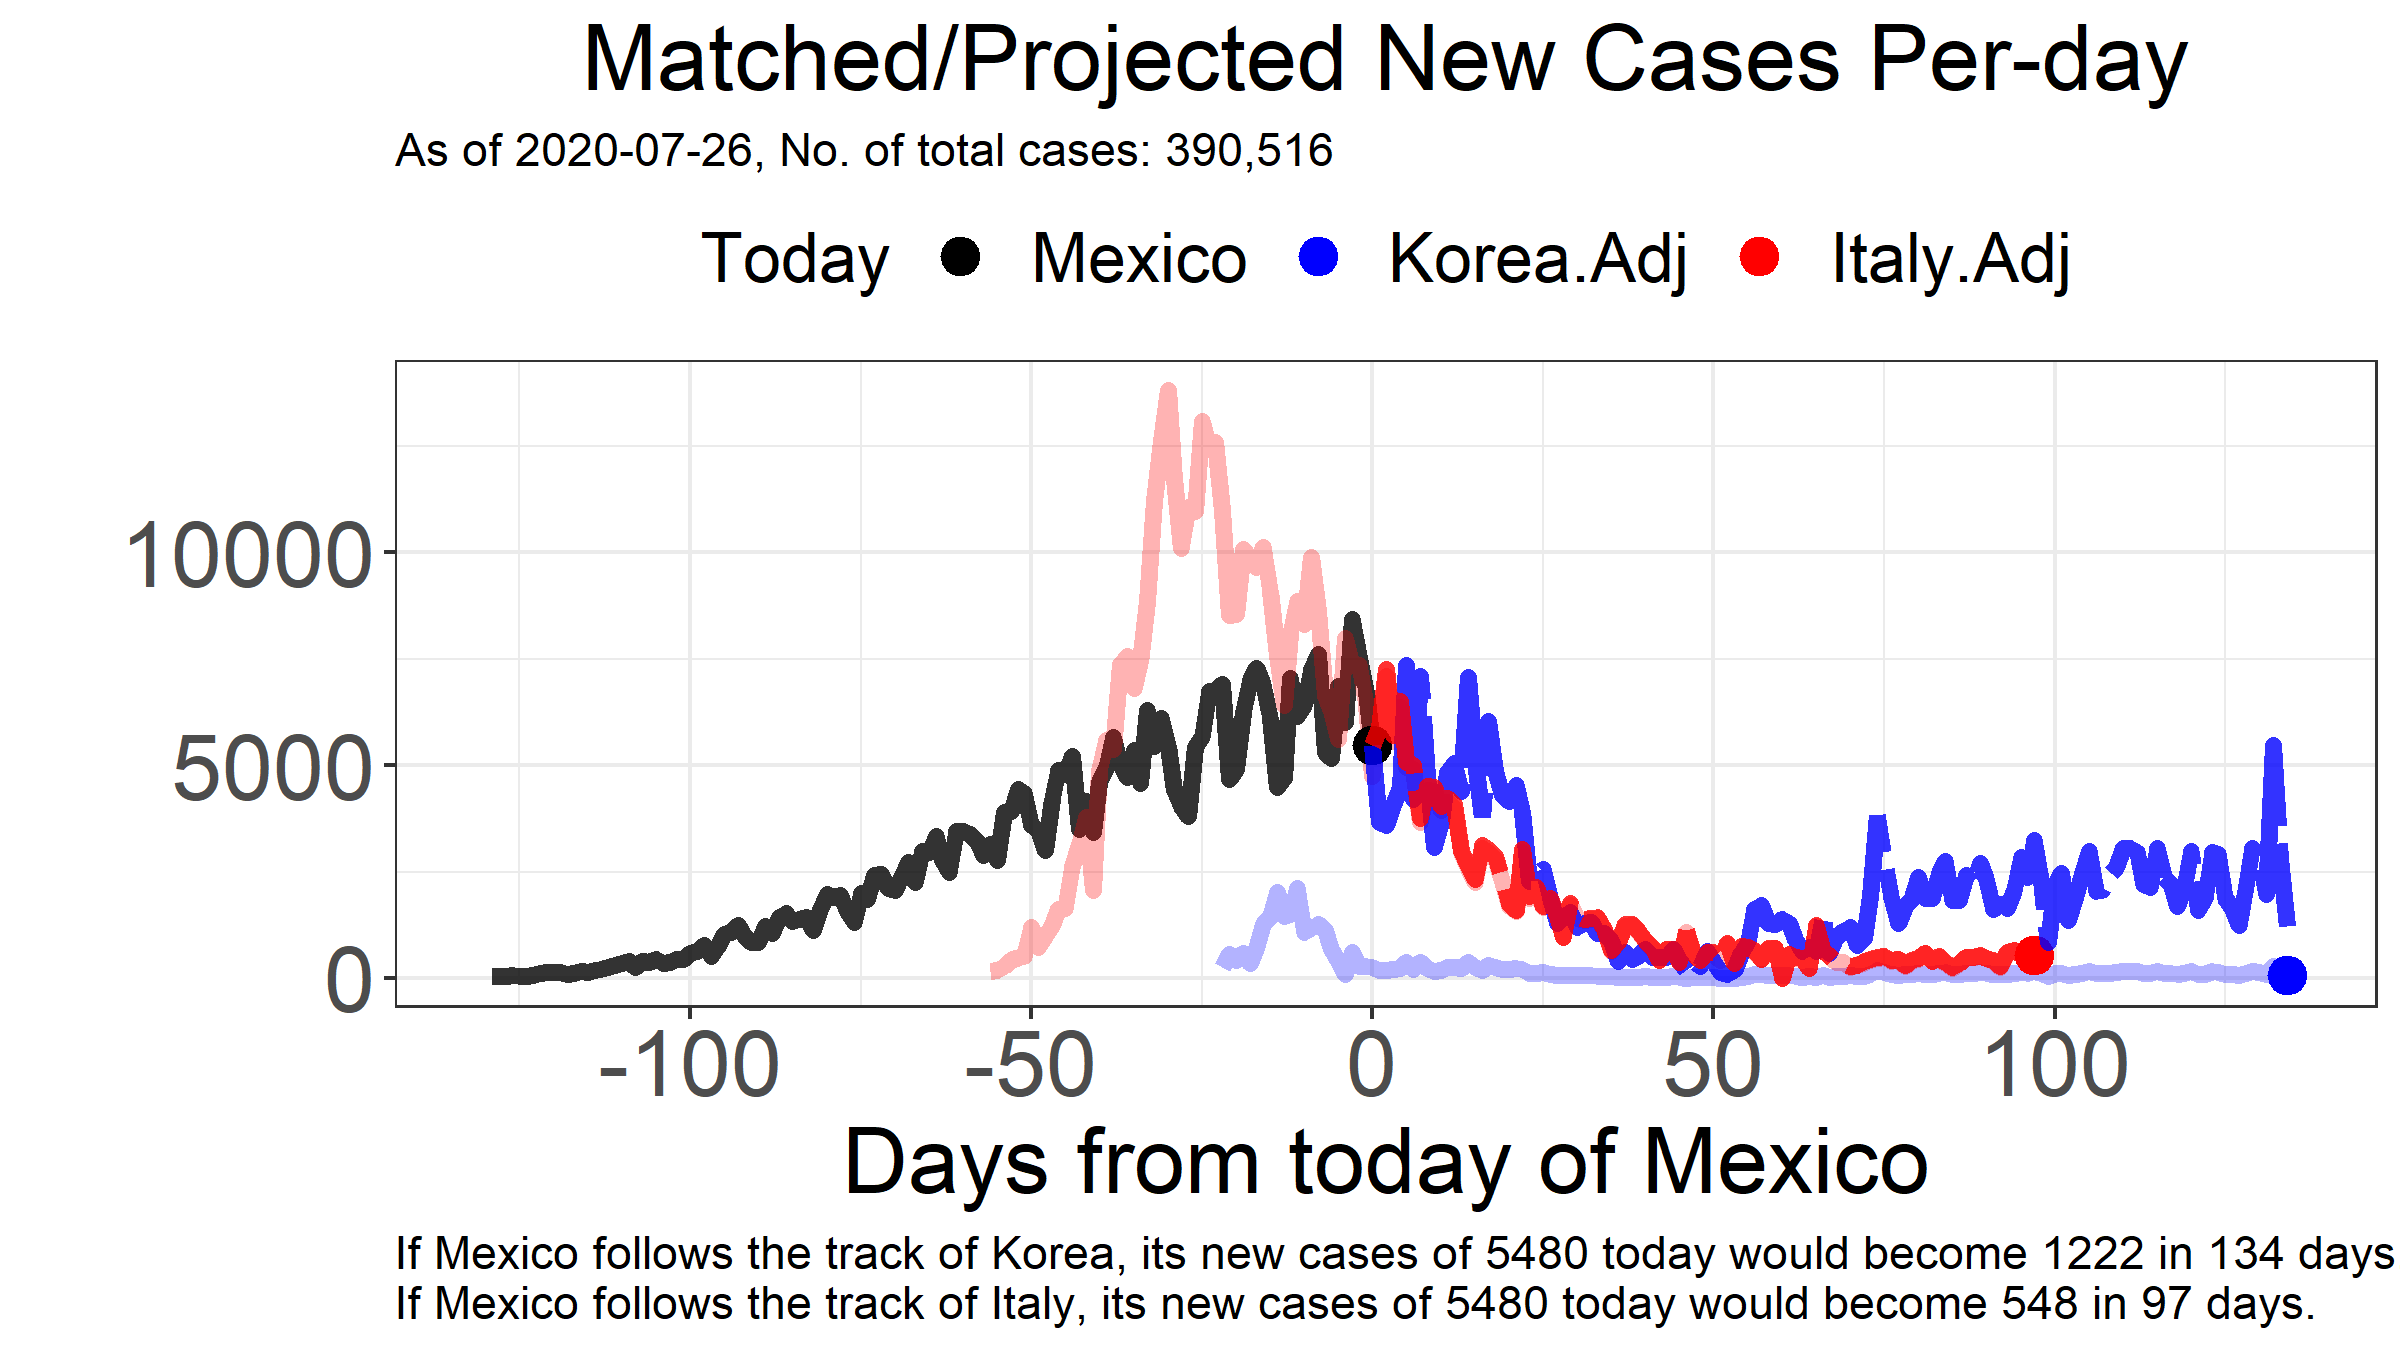 Matched/Projected New Cases Per-day
As of 2020-07-26, No. of total cases: 390,516
Today Mexico Korea.Adj Italy.Adj
10000
5000
0
-100 -50 0 50 100
Days from today of Mexico
If Mexico follows the track of Korea, its new cases of 5480 today would become 1222 in 134 days
If Mexico follows the track of Italy, its new cases of 5480 today would become 548 in 97 days.